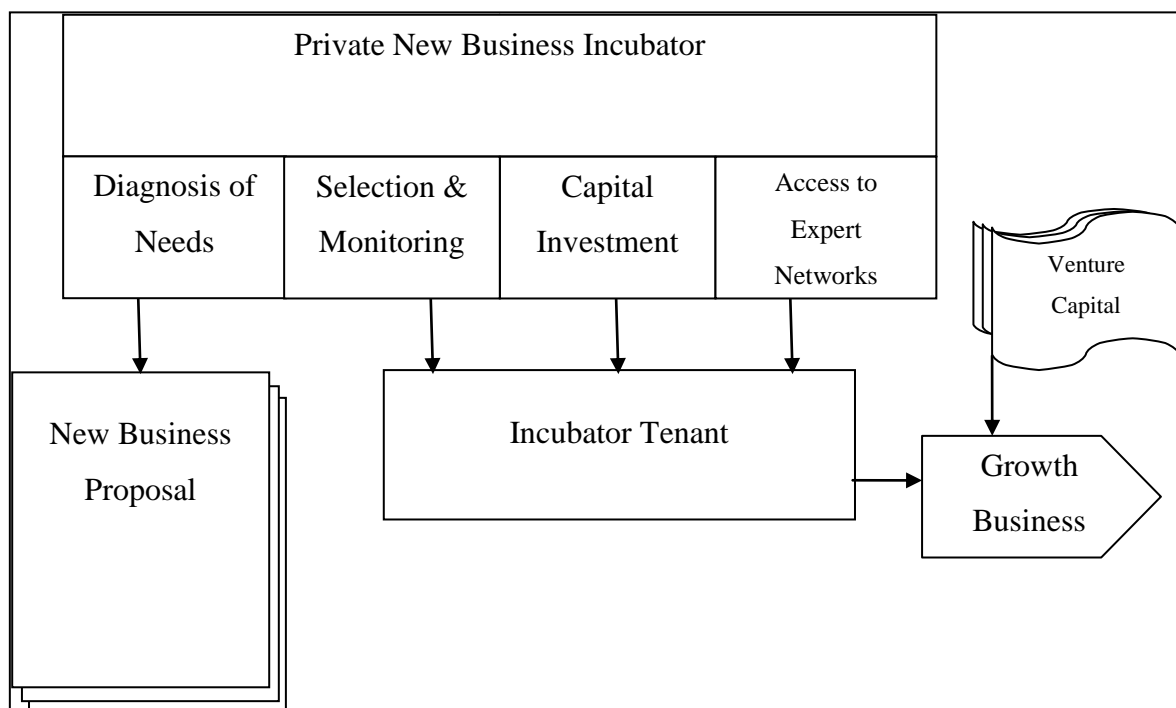 Private New Business Incubator
Diagnosis of
Needs
Selection &
Monitoring
Capital
Investment
Access to
Expert
Networks
Venture
Capital
New Business
Proposal
Incubator Tenant
Growth
Business